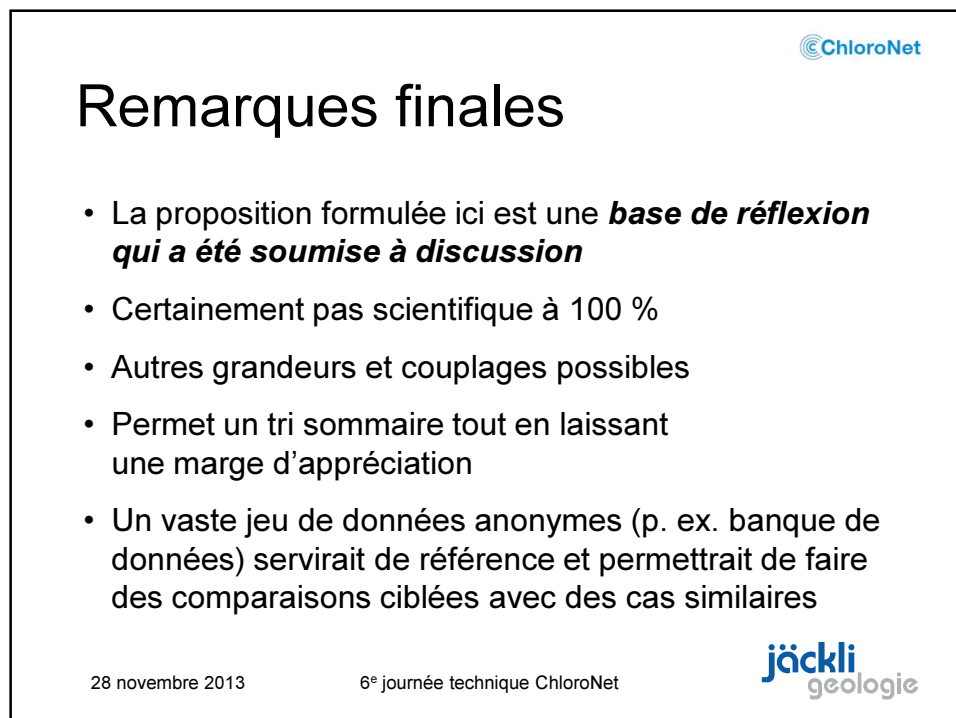 ChloroNet
Remarques finales
• La proposition formulée ici est une base de réflexion
qui a été soumise à discussion
• Certainement pas scientifique à 100 %
• Autres grandeurs et couplages possibles
• Permet un tri sommaire tout en laissant
une marge d’appréciation
• Un vaste jeu de données anonymes (p. ex. banque de
données) servirait de référence et permettrait de faire
des comparaisons ciblées avec des cas similaires
28 novembre 2013 6e journée technique ChloroNet
jäckli
geologie